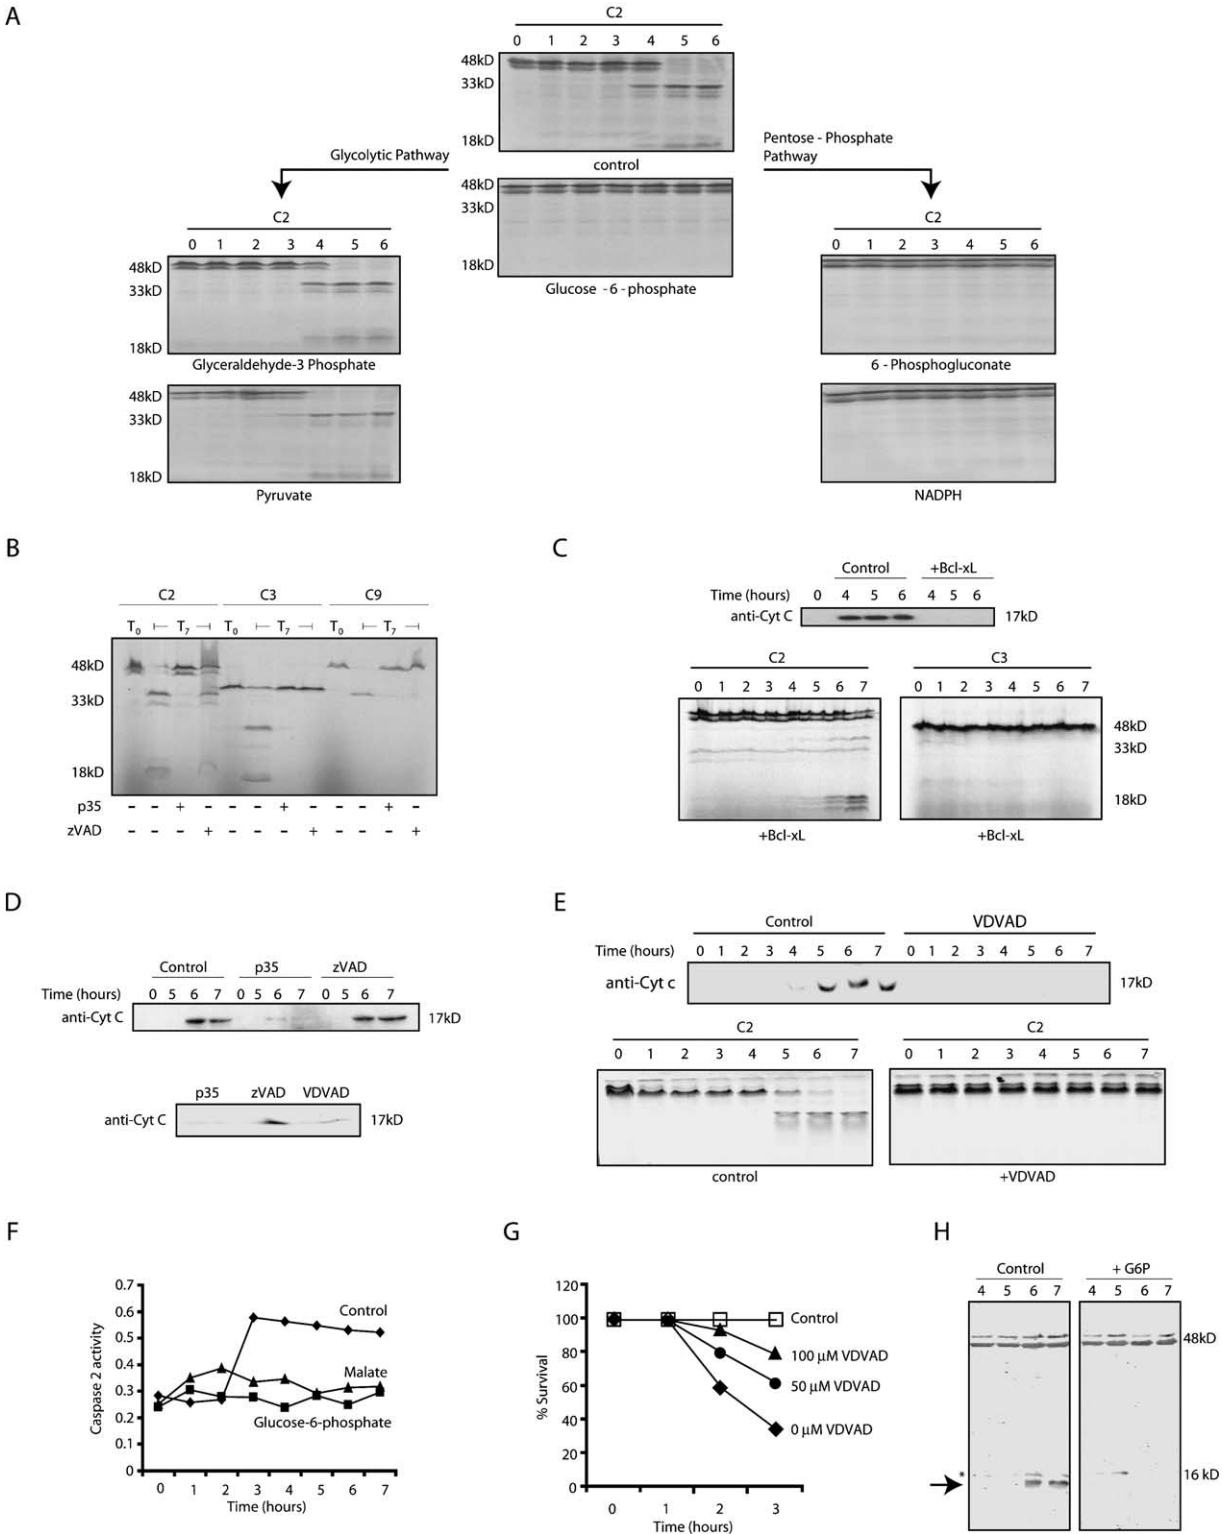 A
C2
0 1 2 3 4 5 6
48kD
33kD
18kD
control
Glycolytic Pathway
Pentose - Phosphate
Pathway
48kD
33kD
18kD
Glucose - 6 - phosphate
C2
0 1 2 3 4 5 6
48kD
33kD
18kD
Glyceraldehyde-3 Phosphate
48kD
33kD
18kD
Pyruvate
C2
0 1 2 3 4 5 6
6 - Phosphogluconate
NADPH
B
C2 C3 C9
T0 T7 T0 T7 T0 T7
48kD
33kD
18kD
p35 - - + - - + - - +
zVAD - - - + - - - + - - - +
C
Control +Bcl-xL
Time (hours) 0 4 5 6 4 5 6
anti-Cyt C 17kD
C2 C3
0 1 2 3 4 5 6 7 0 1 2 3 4 5 6 7
48kD
33kD
18kD
+Bcl-xL +Bcl-xL
D
Control p35 zVAD
Time (hours) 0 5 6 7 0 5 6 7 0 5 6 7
anti-Cyt C 17kD
p35 zVAD VDVAD
anti-Cyt C 17kD
E
Control VDVAD
Time (hours) 0 1 2 3 4 5 6 7 0 1 2 3 4 5 6 7
anti-Cyt c 17kD
C2 C2
0 1 2 3 4 5 6 7 0 1 2 3 4 5 6 7
control +VDVAD
F
Caspase 2 activity
0.7
0.6
0.5
0.4
0.3
0.2
0.1
0
Control
Malate
Glucose-6-phosphate
0 1 2 3 4 5 6 7
Time (hours)
G
% Survival
120
100
80
60
40
20
0
Control
100 µM VDVAD
50 µM VDVAD
0 µM VDVAD
0 1 2 3
Time (hours)
H
Control + G6P
4 5 6 7 4 5 6 7
48kD
* 16 kD